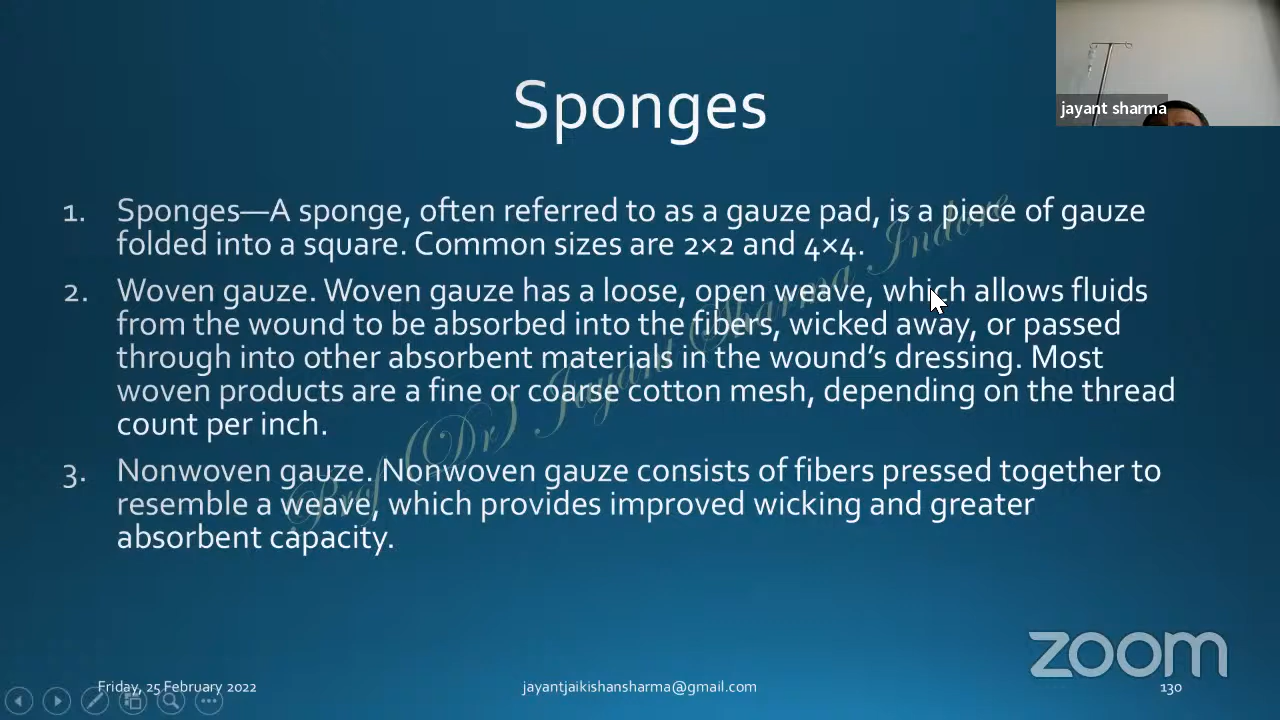 Sponges
jayant sharma
1. Sponges—A sponge, often referred to as a gauze pad, is a piece of gauze
folded into a square. Common sizes are 2×2 and 4×4.
2. Woven gauze. Woven gauze has a loose, open weave, which allows fluids
from the wound to be absorbed into the fibers, wicked away, or passed
through into other absorbent materials in the wound’s dressing. Most
woven products are a fine or coarse cotton mesh, depending on the thread
count per inch.
3. Nonwoven gauze. Nonwoven gauze consists of fibers pressed together to
resemble a weave, which provides improved wicking and greater
absorbent capacity.
Prof (Dr) Jayant Sharma Indore
zoom
Friday, 25 February 2022
jayantjaikishansharma@gmail.com
130